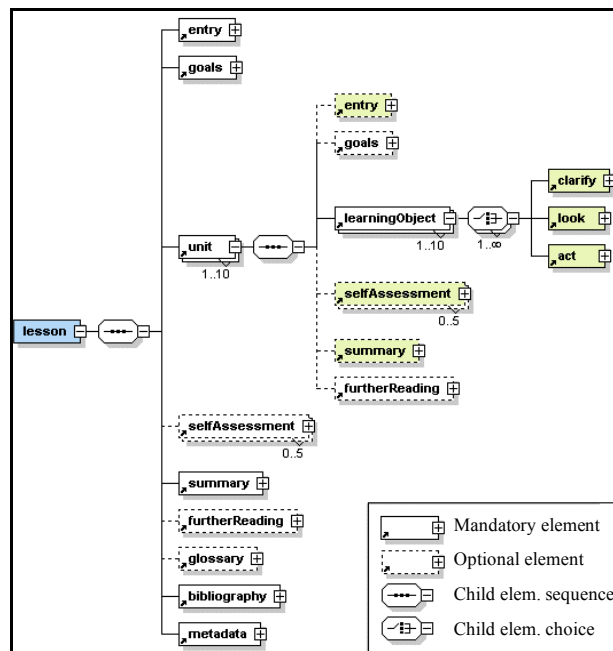 entry
goals
entry
goals
clarify
learningObject
look
1..10
1..∞
unit
act
1..10
selfAssessment
0..5
lesson
summary
furtherReading
selfAssessment
0..5
summary
furtherReading
glossary
bibliography
metadata
Mandatory element
Optional element
Child elem. sequence
Child elem. choice